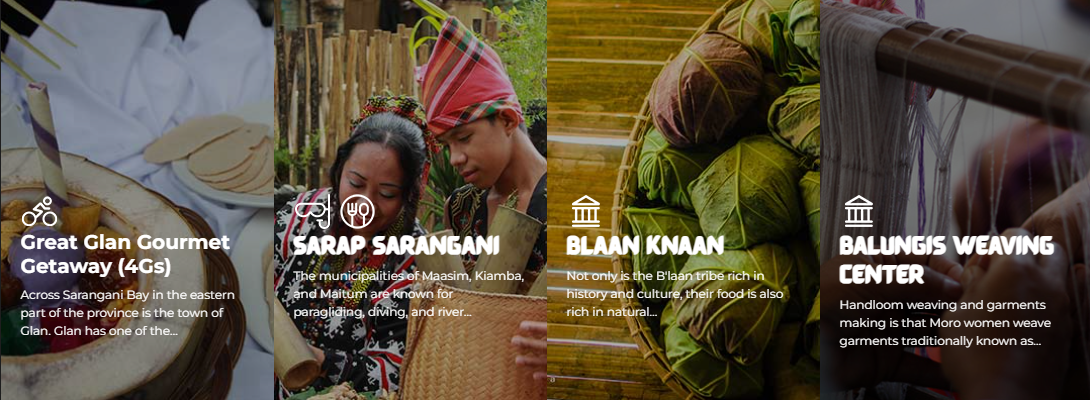 Great Glan Gourmet
Getaway (4Gs)
Across Sarangani Bay in the eastern
part of the province is the town of
Glan. Glan has one of the...
SARAP SARANGANI
The municipalities of Maasim, Kiamba,
and Maitum are known for
paragliding, diving, and river...
BLAAN KNAAN
Not only is the B'laan tribe rich in
history and culture, their food is also
rich in natural...
BALUNGIS WEAVING
CENTER
Handloom weaving and garments
making is that Moro women weave
garments traditionally known as...